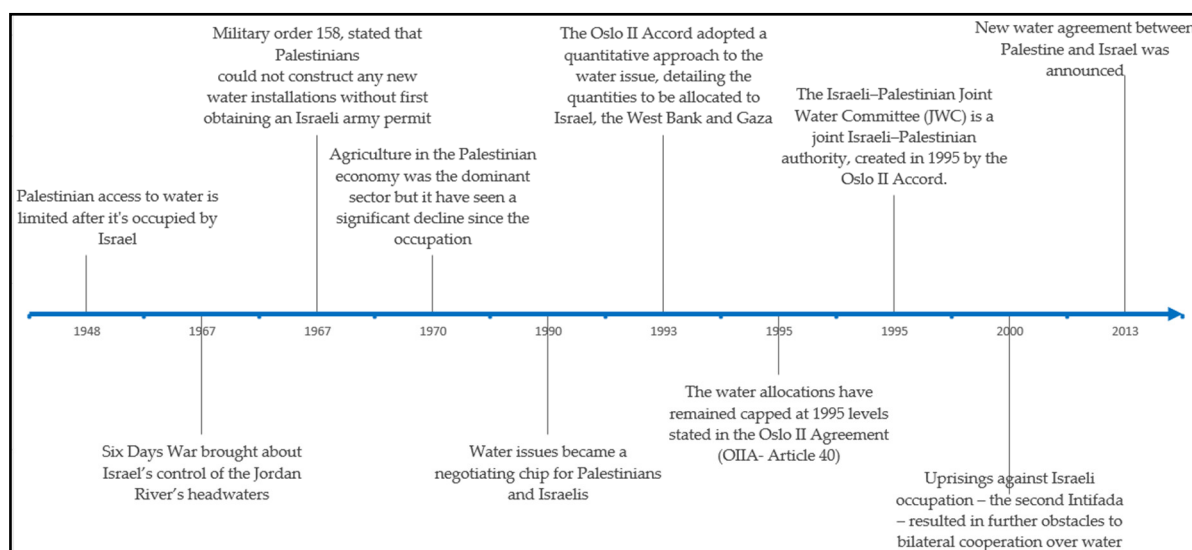 Military order 158, stated that
Palestinians
could not construct any new
water installations without first
obtaining an Israeli army permit
The Oslo II Accord adopted a
quantitative approach to the
water issue, detailing the
quantities to be allocated to
Israel, the West Bank and Gaza
New water agreement between
Palestine and Israel was
announced
The Israeli–Palestinian Joint
Water Committee (JWC) is a
joint Israeli–Palestinian
authority, created in 1995 by the
Oslo II Accord.
Agriculture in the Palestinian
economy was the dominant
sector but it have seen a
significant decline since the
occupation
Palestinian access to water is
limited after it's occupied by
Israel
1948 1967 1967 1970 1990 1993 1995 1995 2000 2013
Six Days War brought about
Israel's control of the Jordan
River's headwaters
Water issues became a
negotiating chip for Palestinians
and Israelis
The water allocations have
remained capped at 1995 levels
stated in the Oslo II Agreement
(OIIA- Article 40)
Uprisings against Israeli
occupation – the second Intifada
– resulted in further obstacles to
bilateral cooperation over water